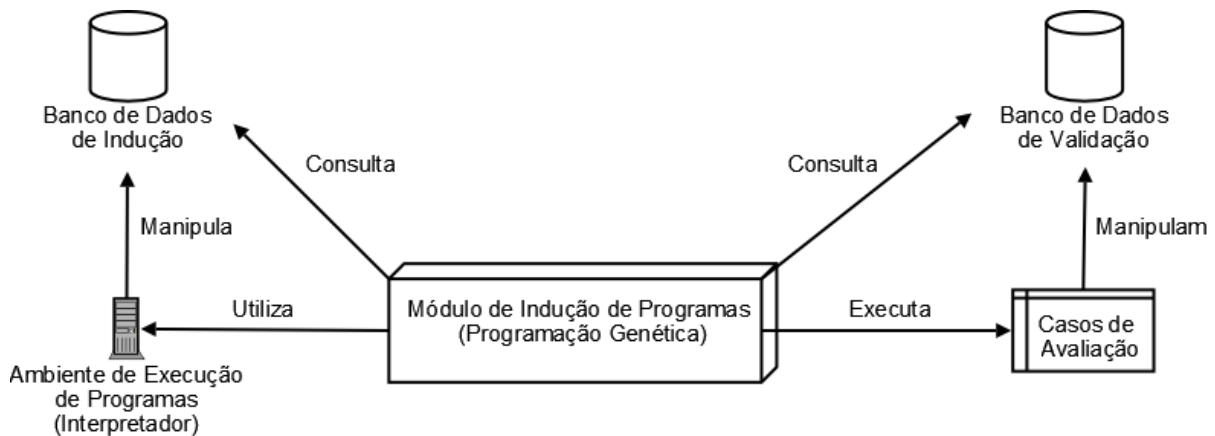 Banco de Dados
de Indução
Banco de Dados
de Validação
Consulta
Consulta
Manipula
Manipulam
Utiliza
Módulo de Indução de Programas
(Programação Genética)
Executa
Casos de
Avaliação
Ambiente de Execução
de Programas
(Interpretador)